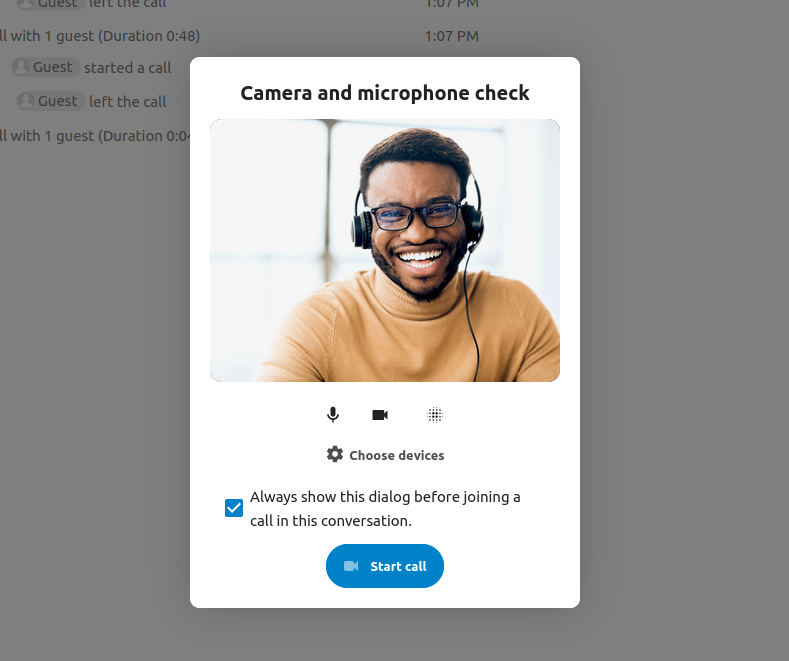 Guest left the call
1:07 PM
ll with 1 guest (Duration 0:48)
1:07 PM
Guest started a call
Guest left the call
ll with 1 guest (Duration 0:04
Camera and microphone check
Choose devices
Always show this dialog before joining a
call in this conversation.
Start call